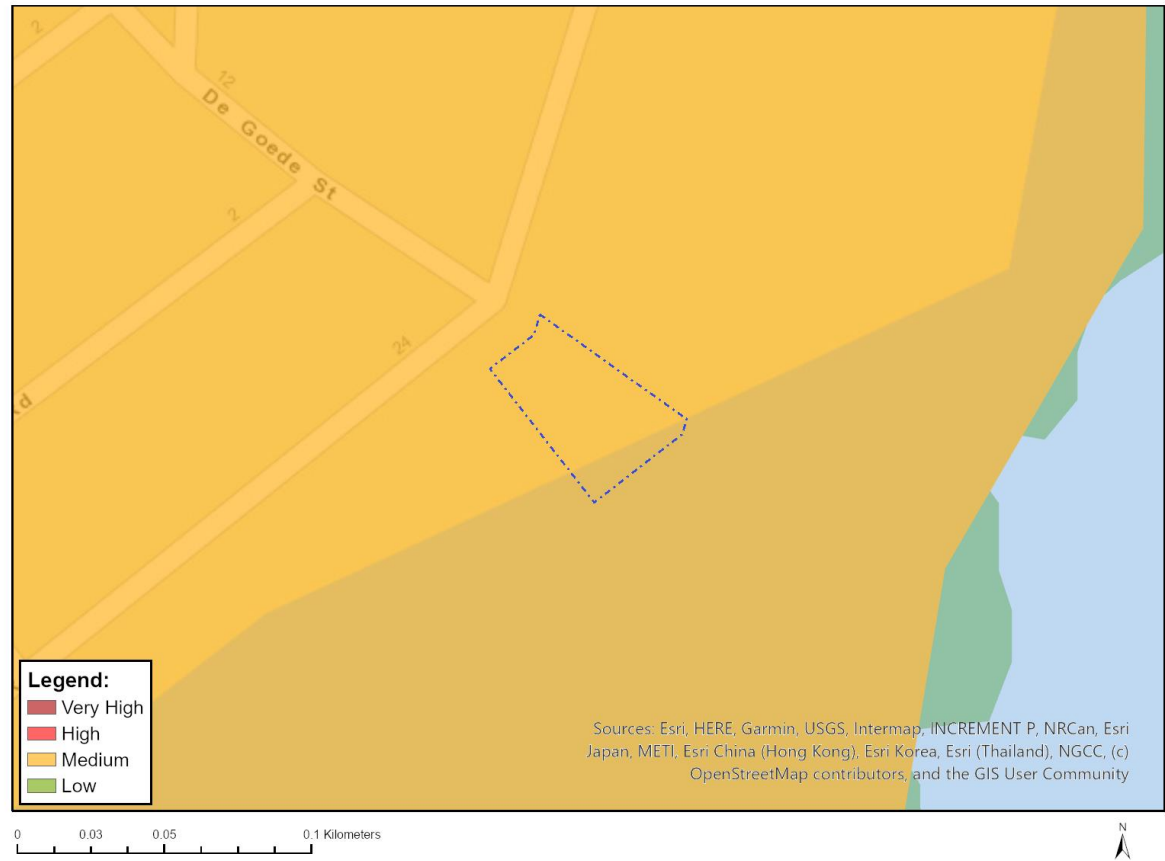 2
12
De Goede St
2
24
Rd
Legend:
Very High
High
Medium
Low
Sources: Esri, HERE, Garmin, USGS, Intermap, INCREMENT P, NRCan, Esri
Japan, METI, Esri China (Hong Kong), Esri Korea, Esri (Thailand), NGCC, (c)
OpenStreetMap contributors, and the GIS User Community
0 0.03 0.05 0.1 Kilometers
N